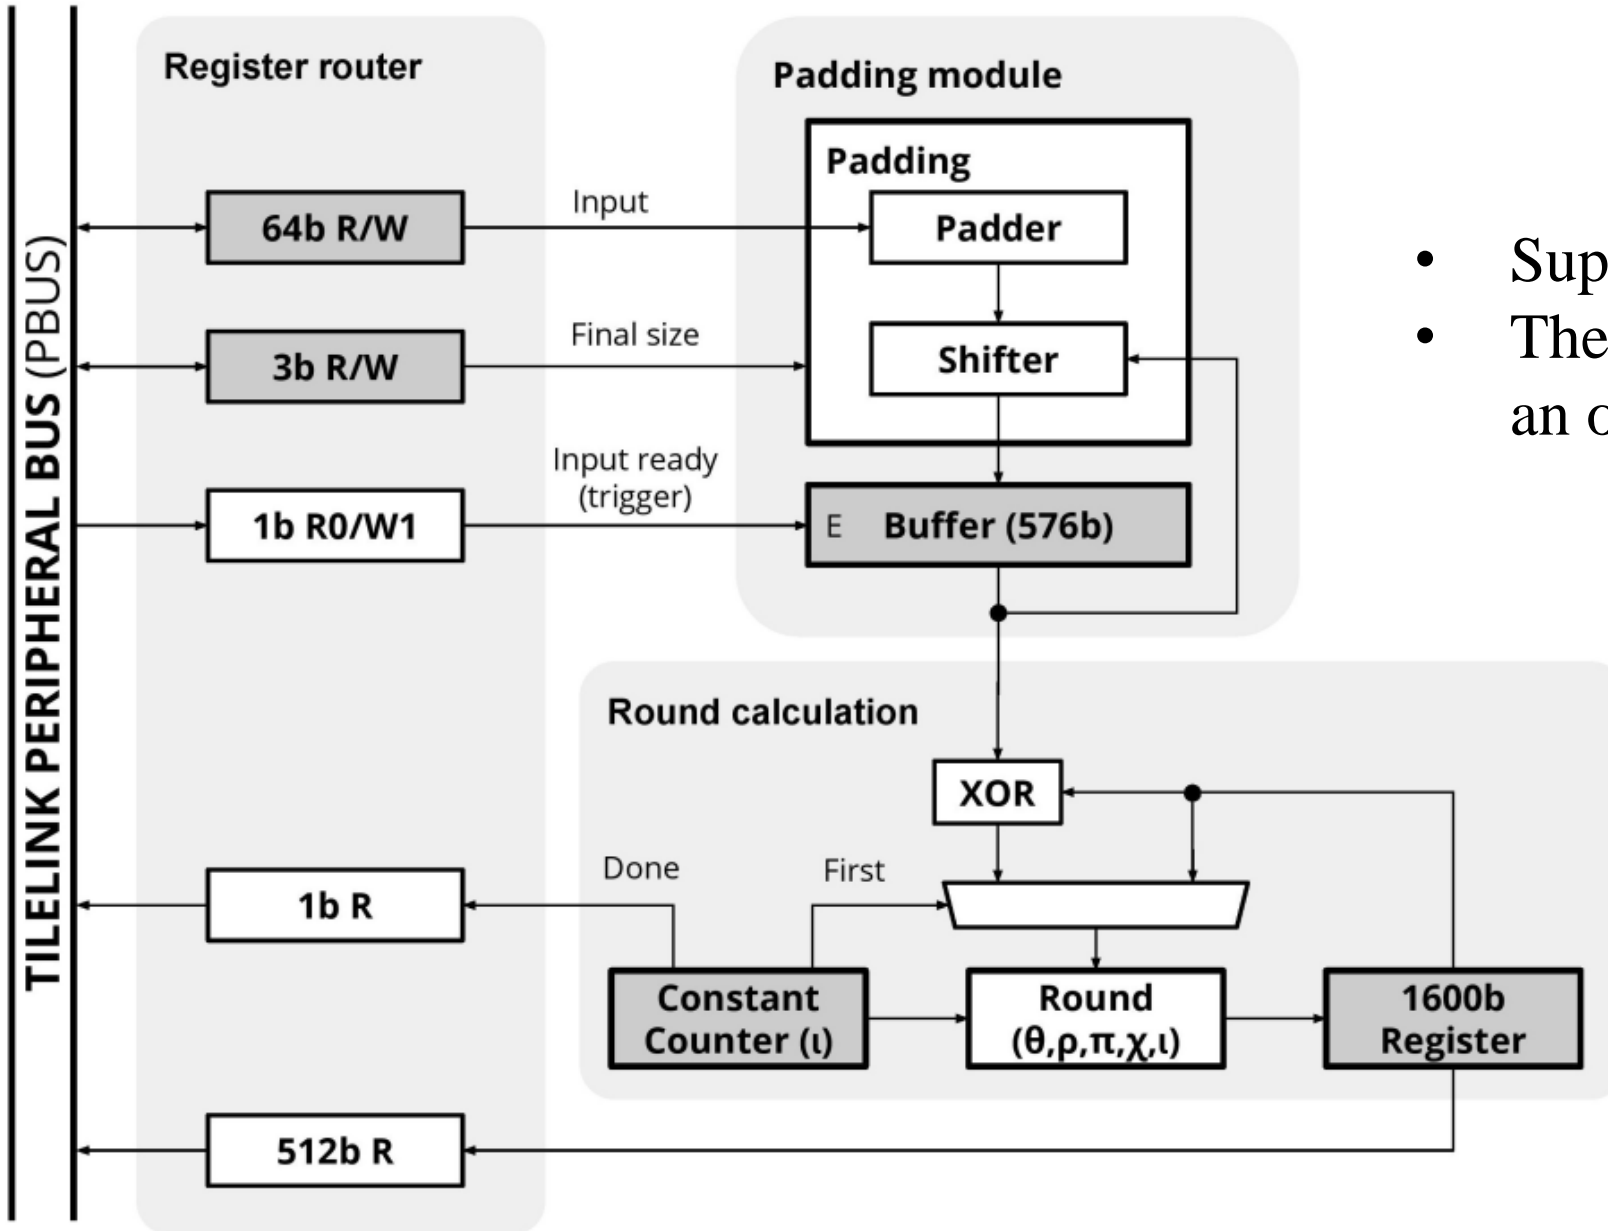 TILELINK PERIPHERAL BUS (PBUS)
Register router
64b R/W
3b R/W
1b R0/W1
1b R
512b R
Input
Final size
Input ready
(trigger)
Padding module
Padding
Padder
Shifter
E Buffer (576b)
Round calculation
XOR
Done
First
Constant
Counter (ι)
Round
(θ,ρ,π,χ,ι)
1600b
Register
• 
• The
an